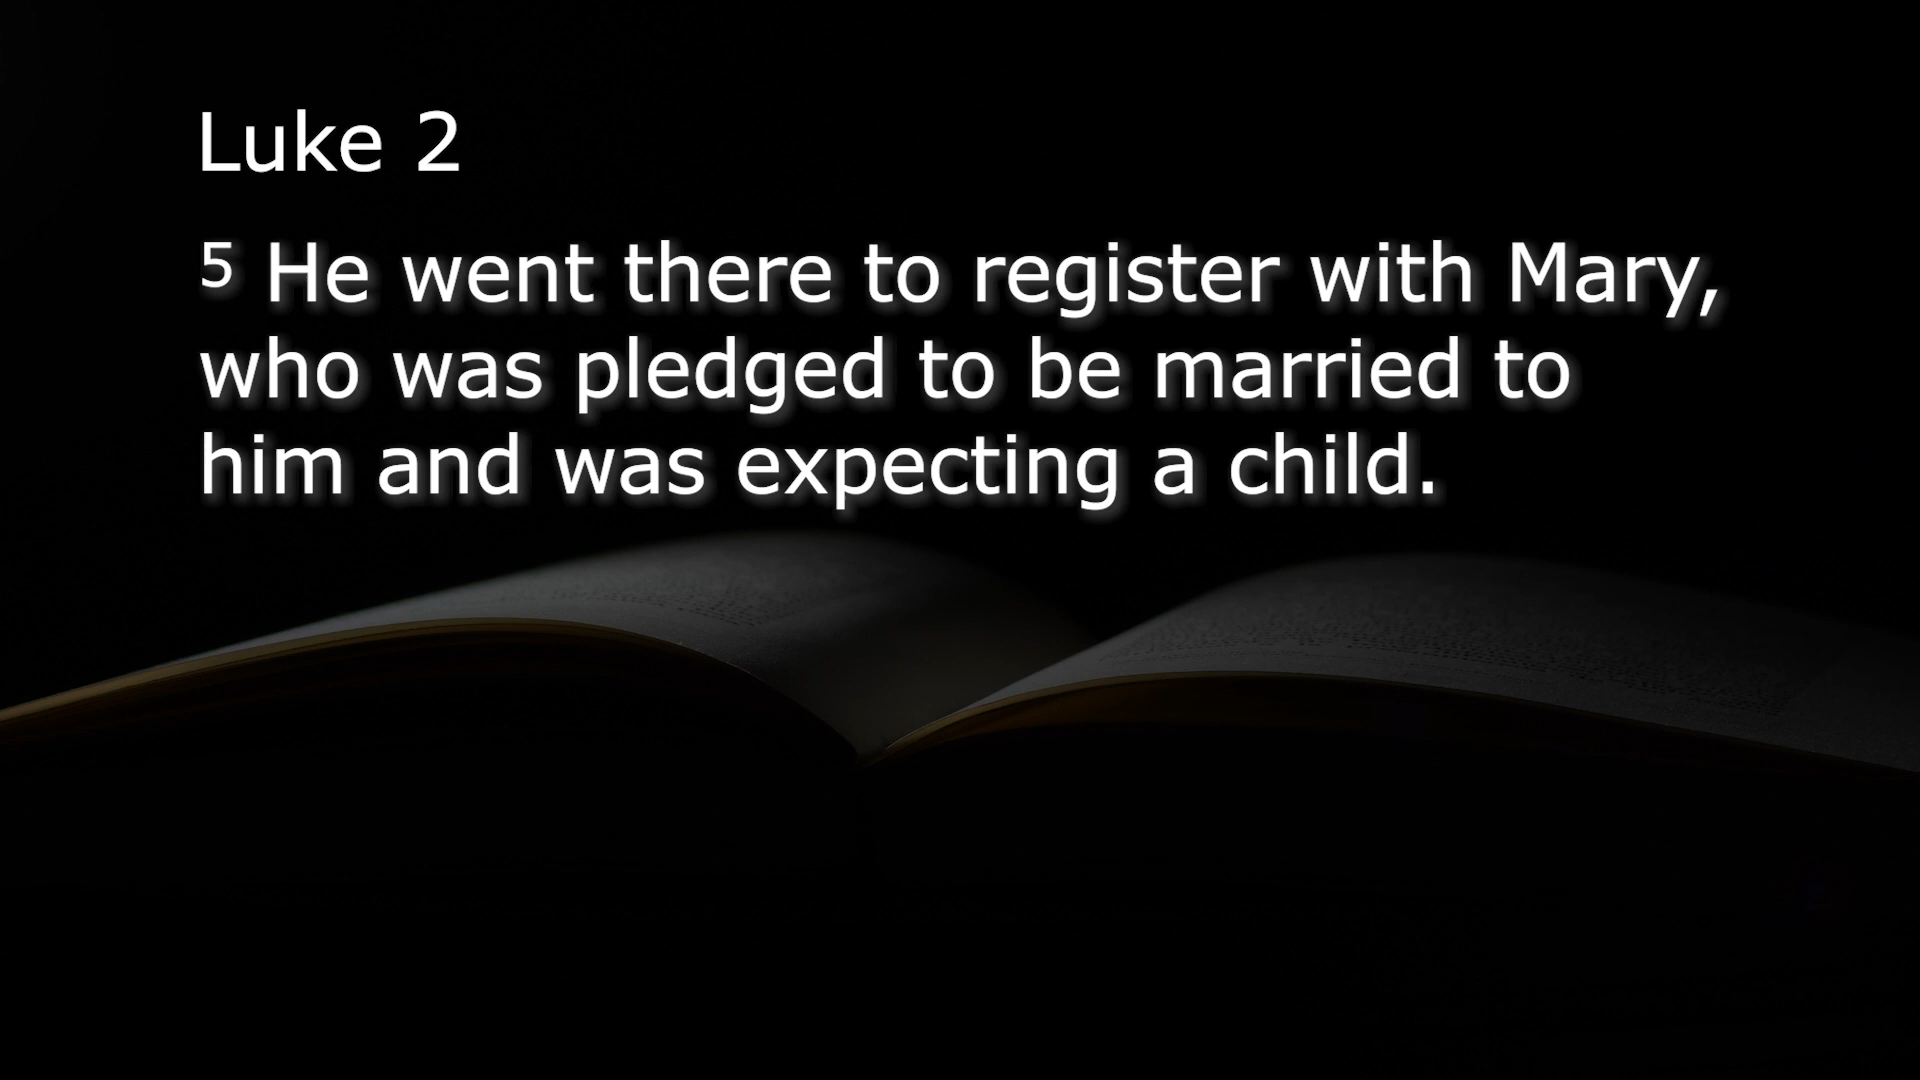 Luke 2
5 He went there to register with Mary,
who was pledged to be married to
him and was expecting a child.